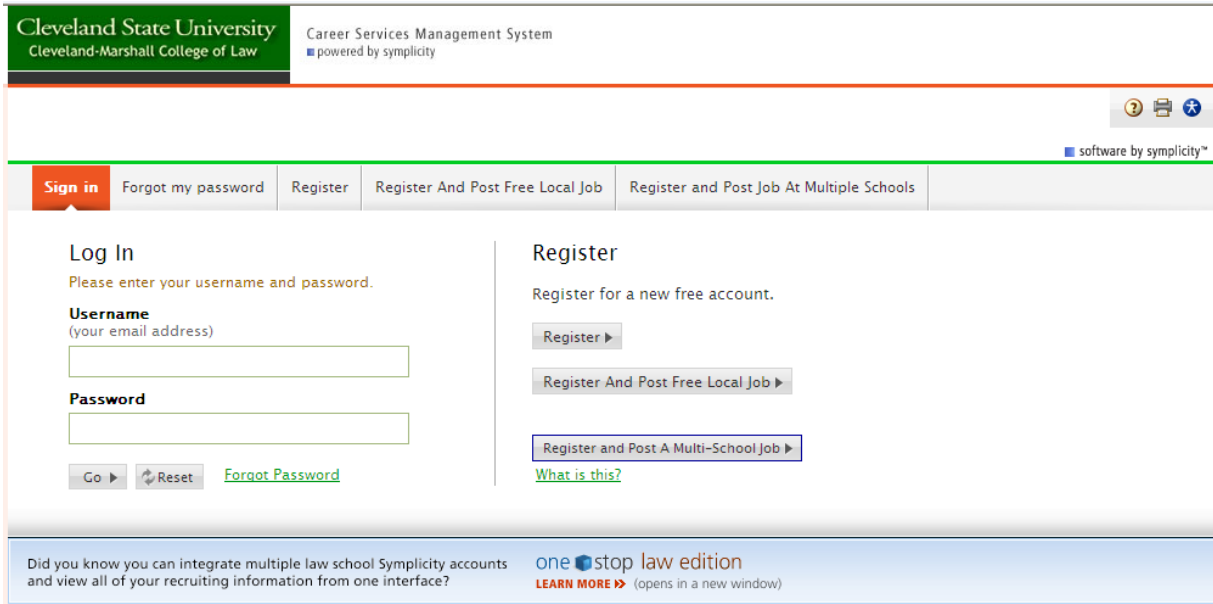 Cleveland State University
Cleveland-Marshall College of Law
Career Services Management System
powered by symplicity
software by symplicity™
Sign in
Forgot my password
Register
Register And Post Free Local Job
Register and Post Job At Multiple Schools
Log In
Please enter your username and password.
Username
(your email address)
Password
Go
Reset
Forgot Password
Register
Register for a new free account.
Register
Register And Post Free Local Job
Register and Post A Multi-School Job
What is this?
Did you know you can integrate multiple law school Symplicity accounts
and view all of your recruiting information from one interface?
one stop law edition
LEARN MORE (opens in a new window)